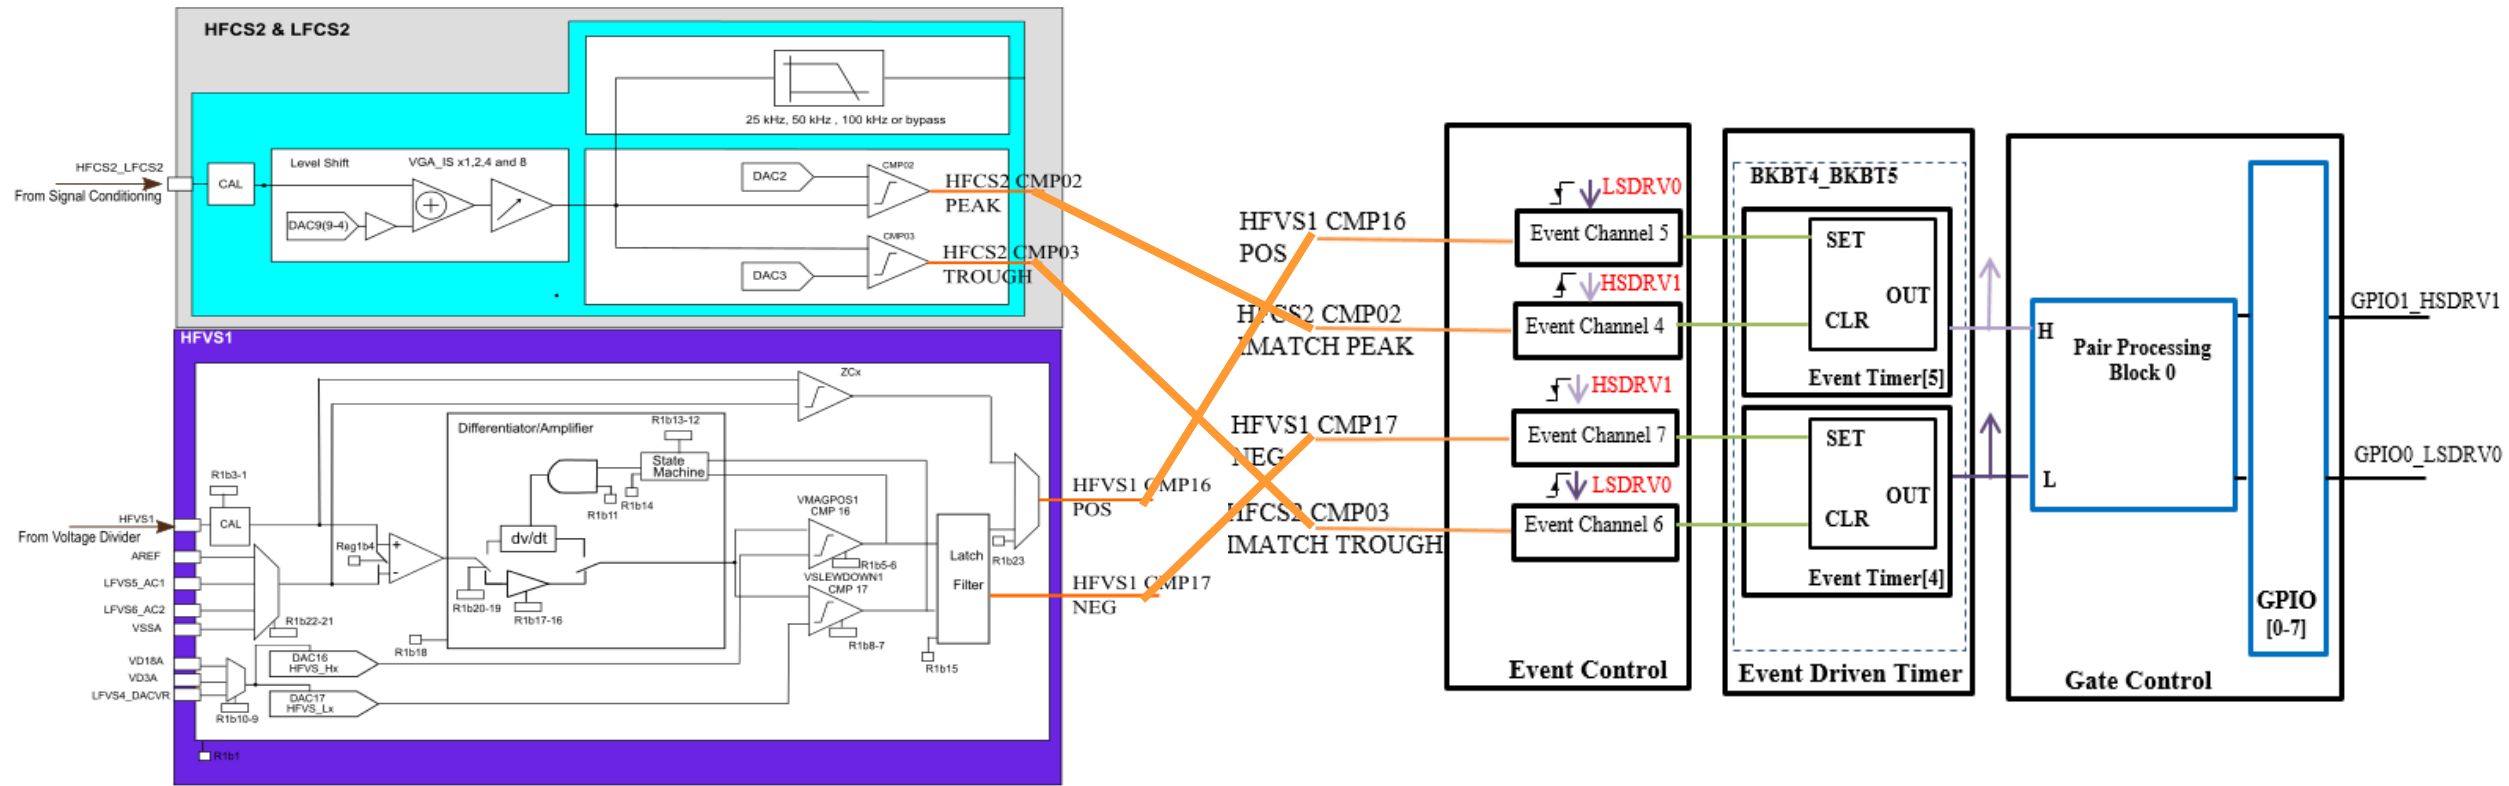 HFCS2 & LFCS2
25 kHz, 50 kHz , 100 kHz or bypass
HFCS2_LFCS2
From Signal Conditioning
CAL
Level Shift
VGA_IS x1,2,4 and 8
DAC9(9-4)
DAC2
CMP02
HFCS2 CMP02
PEAK
DAC3
CMP03
HFCS2 CMP03
TROUGH
HFVS1
ZCx
Differentiator/Amplifier
R1b13-12
State
Machine
R1b3-1
CAL
HFVS1
From Voltage Divider
AREF
LFVS5_AC1
LFVS6_AC2
VSSA
R1b22-21
VD18A
VD3A
LFVS4_DACVR
R1b10-9
R1b1
Reg1b4
+
-
R1b14
R1b11
dv/dt
R1b20-19
R1b17-16
R1b18
DAC16
HFVS_Hx
DAC17
HFVS_Lx
VMAGPOS1
CMP 16
R1b5-6
VSLEWDOWN1
CMP 17
R1b8-7
Latch
Filter
R1b15
R1b23
HFVS1 CMP16
POS
HFVS1 CMP17
NEG
HFVS1 CMP16
POS
HFCS2 CMP02
IMATCH PEAK
HFVS1 CMP17
NEG
HFCS2 CMP03
IMATCH TROUGH
LSDRV0
Event Channel 5
HSDRV1
Event Channel 4
HSDRV1
Event Channel 7
LSDRV0
Event Channel 6
Event Control
BKBT4_BKBT5
SET
OUT
CLR
Event Timer[5]
SET
OUT
CLR
Event Timer[4]
Event Driven Timer
H
Pair Processing
Block 0
L
GPIO
[0-7]
Gate Control
GPIO1_HSDRV1
GPIO0_LSDRV0